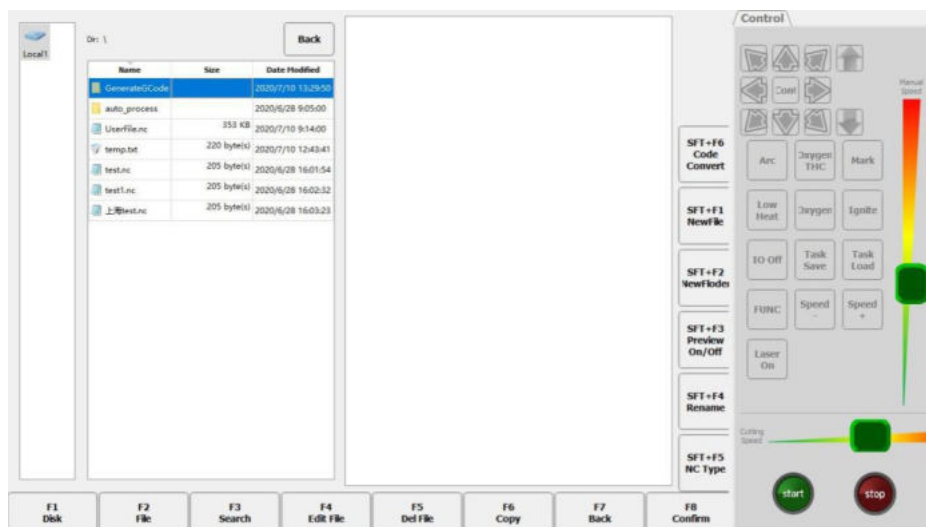 Control
Local1
Dir: \
Back
Name Size Date Modified
GenerateGCode 2020/7/10 13:29:50
auto_process 2020/6/28 9:05:00
UserFile.nc 353 KB 2020/7/10 9:14:00
temp.txt 220 byte(s) 2020/7/10 12:43:41
test.nc 205 byte(s) 2020/6/28 16:01:54
test1.nc 205 byte(s) 2020/6/28 16:02:32
上海test.nc 205 byte(s) 2020/6/28 16:03:23
SFT+F6
Code
Convert
SFT+F1
NewFile
SFT+F2
NewFloder
SFT+F3
Preview
On/Off
SFT+F4
Rename
SFT+F5
NC Type
Cont
Manual
Speed
Arc
Oxygen
THC
Mark
Low
Heat
Oxygen
Ignite
IO Off
Task
Save
Task
Load
FUNC
Speed
-
Speed
+
Laser
On
Cutting
Speed
start
stop
F1
Disk
F2
File
F3
Search
F4
Edit File
F5
Del File
F6
Copy
F7
Back
F8
Confirm